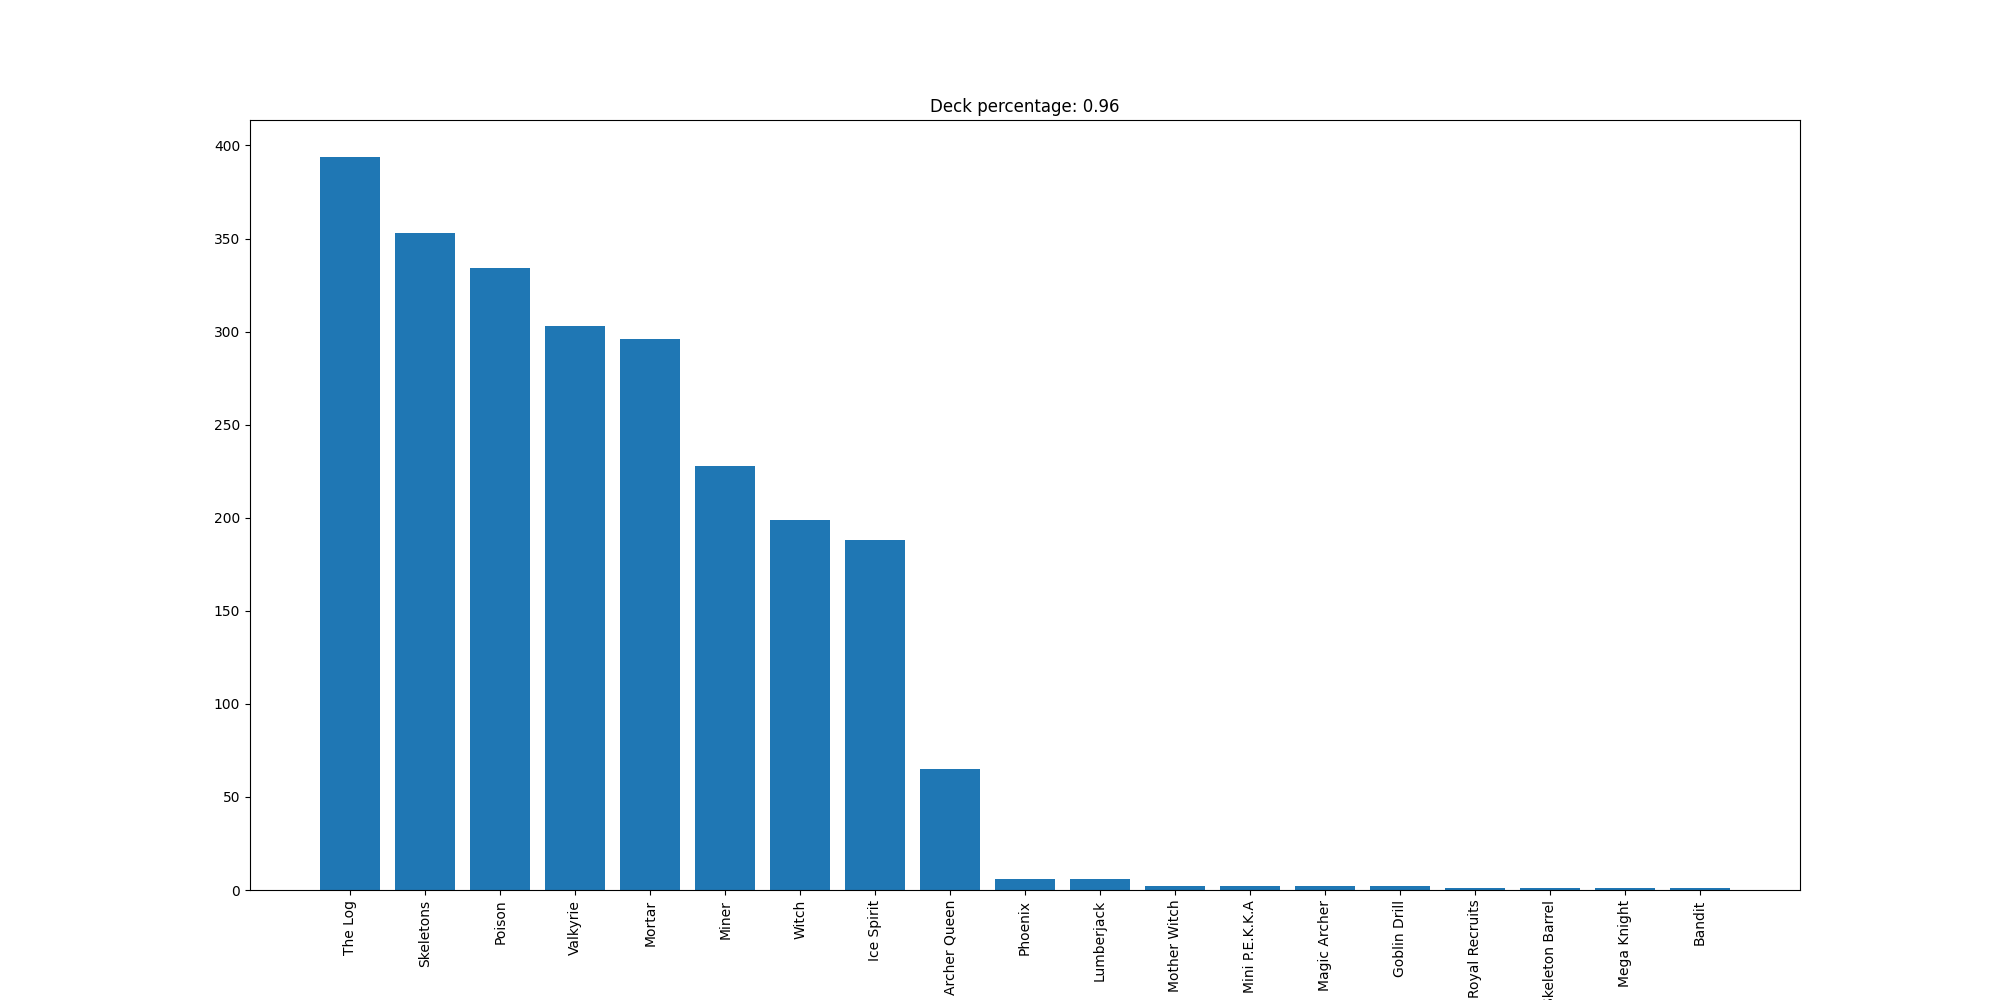 Deck percentage: 0.96
400
350
300
250
200
150
100
50
0
The Log
Skeletons
Poison
Valkyrie
Mortar
Miner
Witch
Ice Spirit
Archer Queen
Phoenix
Lumberjack
Mother Witch
Mini P.E.K.K.A
Magic Archer
Goblin Drill
Royal Recruits
Skeleton Barrel
Mega Knight
Bandit